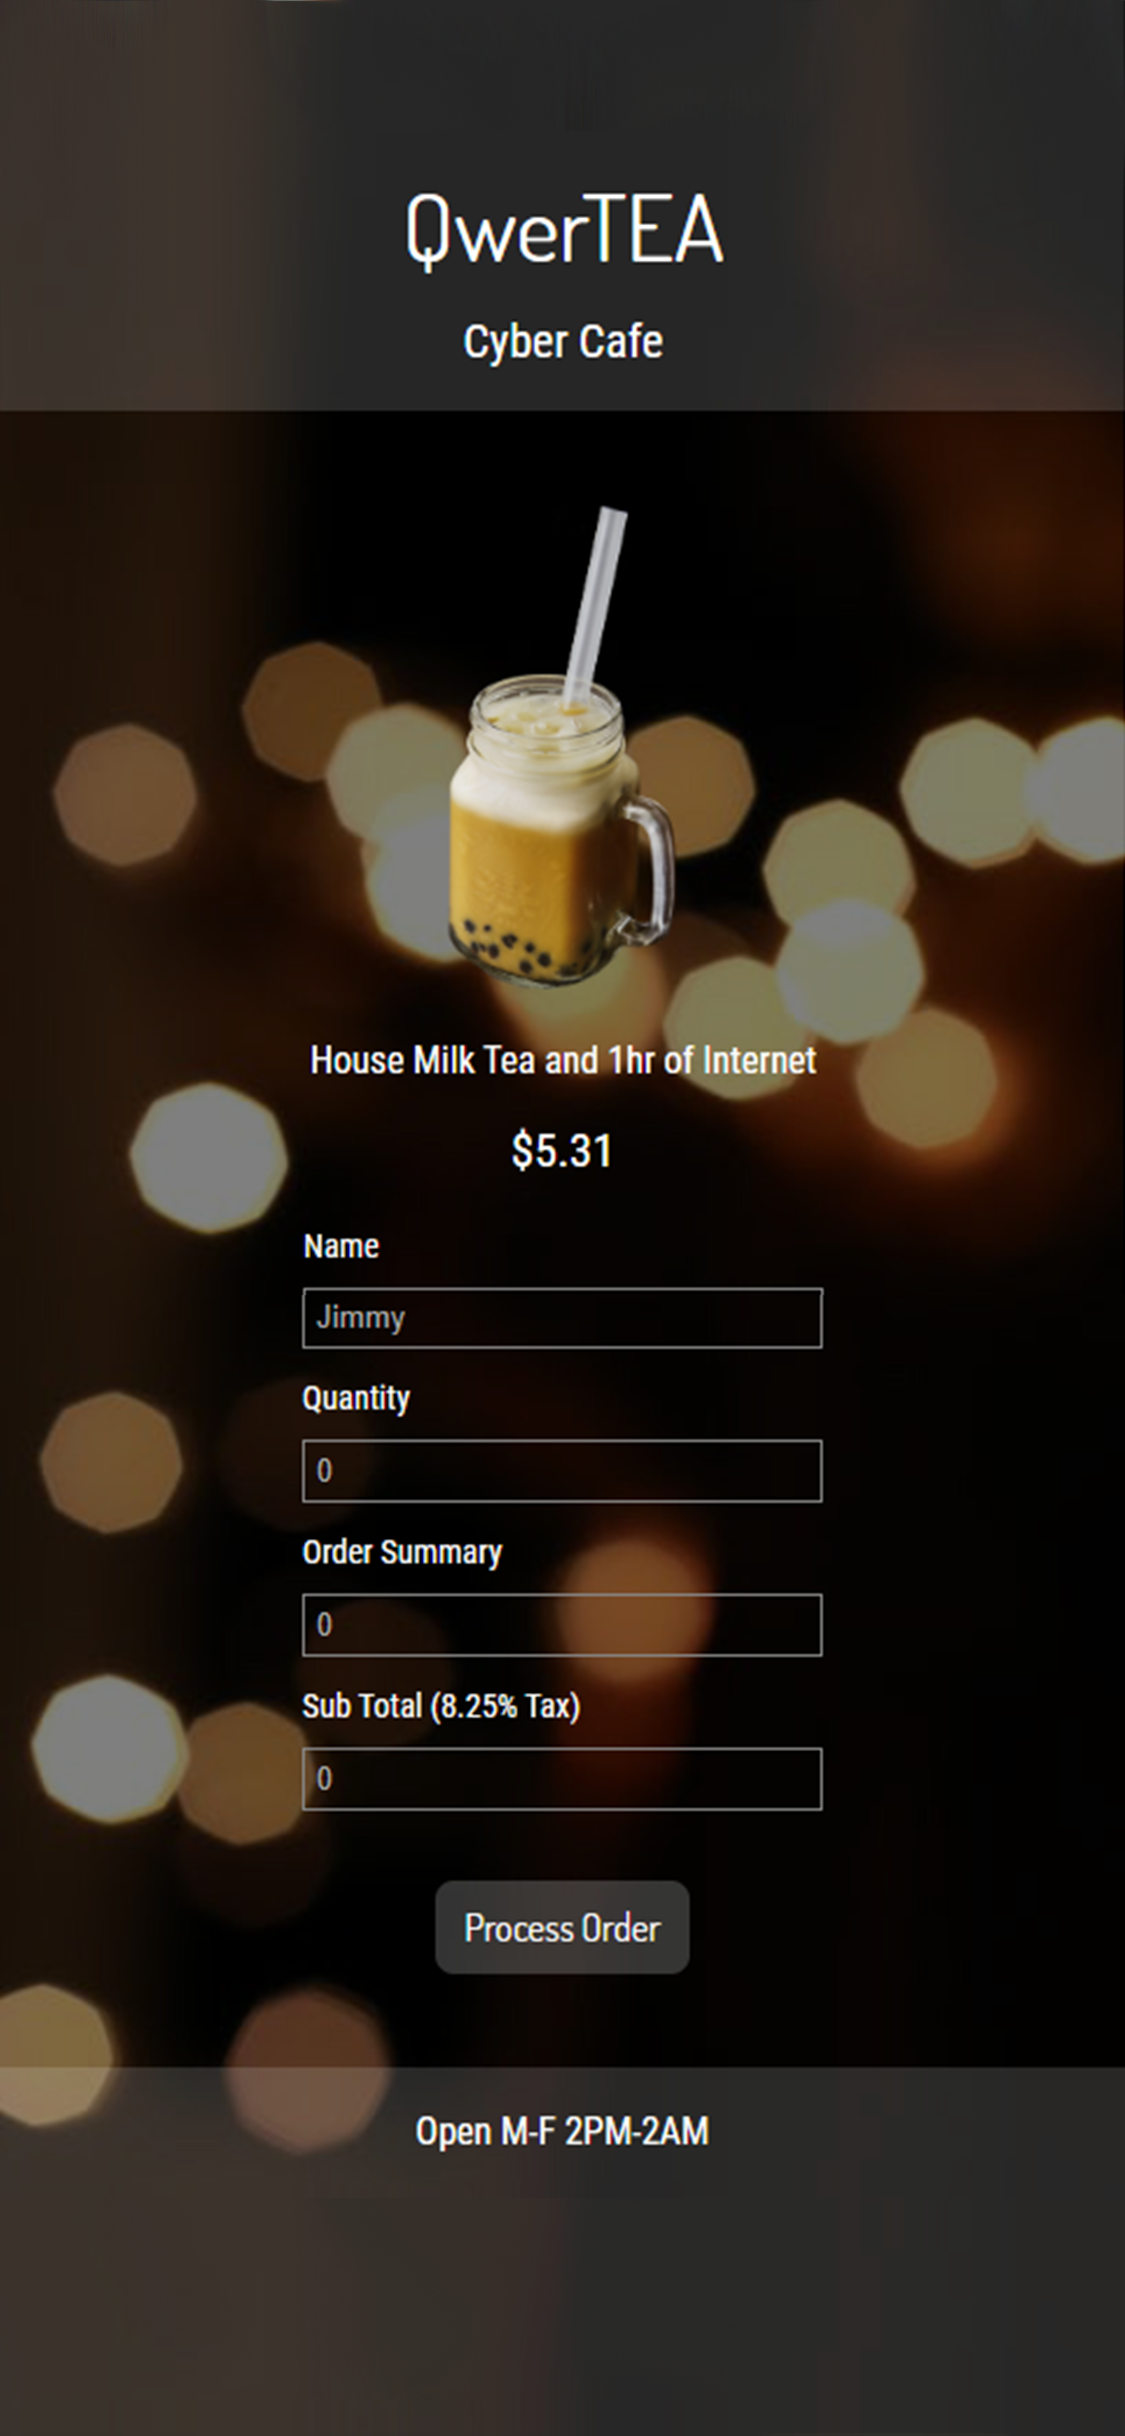 QwerTEA
Cyber Cafe
House Milk Tea and 1hr of Internet
$5.31
Name
Jimmy
Quantity
0
Order Summary
0
Sub Total (8.25% Tax)
0
Process Order
Open M-F 2PM-2AM